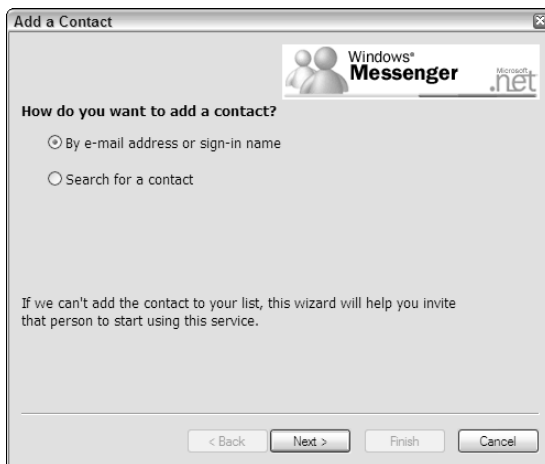 Add a Contact
Windows®
Messenger
Microsoft
.net
How do you want to add a contact?
By e-mail address or sign-in name
Search for a contact
If we can't add the contact to your list, this wizard will help you invite
that person to start using this service.
< Back Next > Finish Cancel